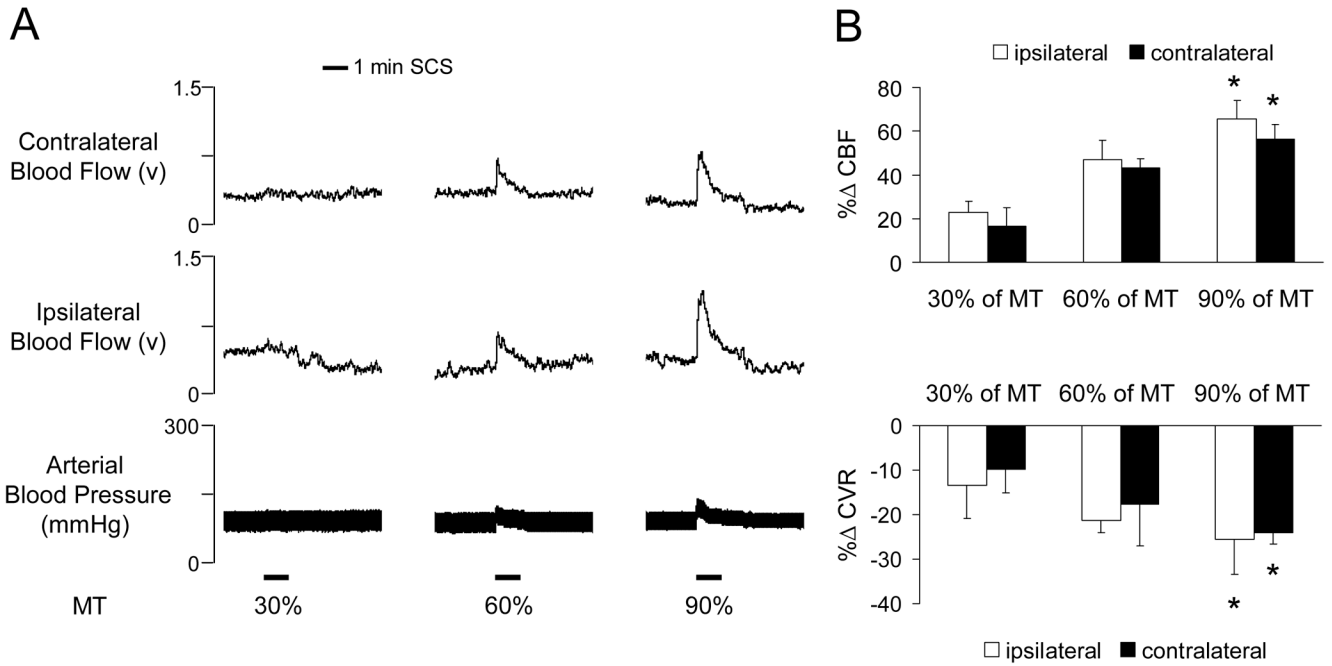 A
1 min SCS
1.5
Contralateral
Blood Flow (v)
0
1.5
Ipsilateral
Blood Flow (v)
0
300
Arterial
Blood Pressure
(mmHg)
0
MT 30% 60% 90%
B
ipsilateral contralateral
80
60
40
20
0
%Δ CBF
* *
30% of MT 60% of MT 90% of MT
30% of MT 60% of MT 90% of MT
0
-10
-20
-30
-40
%Δ CVR
* *
ipsilateral contralateral